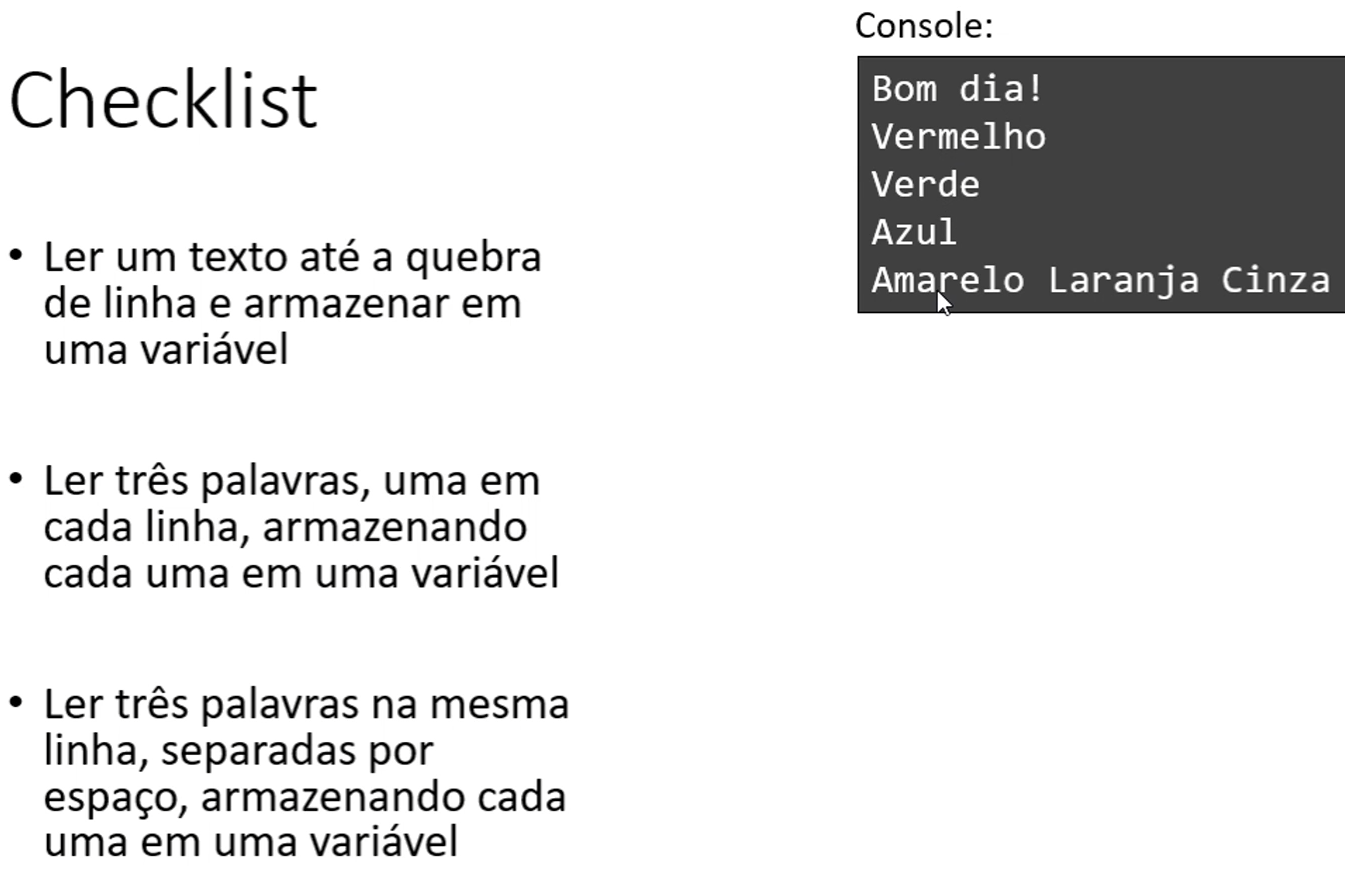 Checklist
• Ler um texto até a quebra
de linha e armazenar em
uma variável
• Ler três palavras, uma em
cada linha, armazenando
cada uma em uma variável
• Ler três palavras na mesma
linha, separadas por
espaço, armazenando cada
uma em uma variável
Console:
Bom dia!
Vermelho
Verde
Azul
Amarelo Laranja Cinza